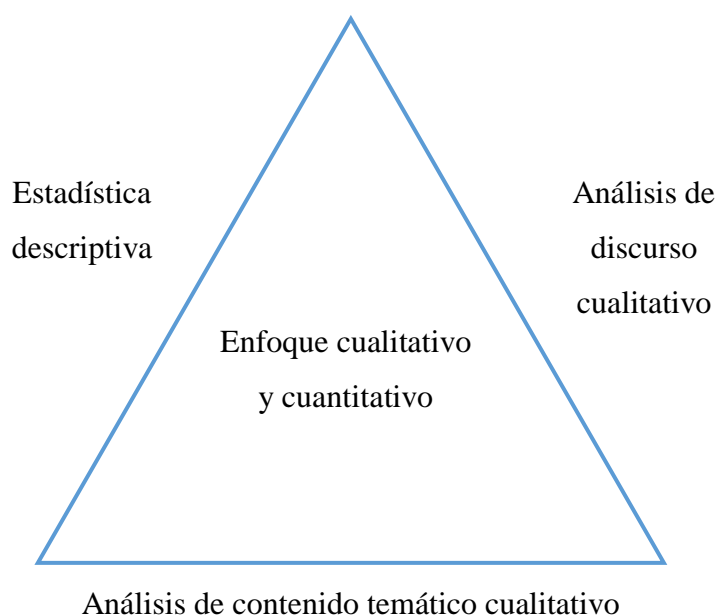 Estadística
descriptiva
Análisis de
discurso
cualitativo
Enfoque cualitativo
y cuantitativo
Análisis de contenido temático cualitativo